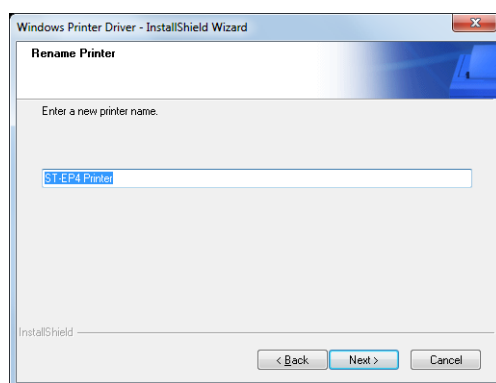 Windows Printer Driver - InstallShield Wizard
Rename Printer
Enter a new printer name.
ST-EP4 Printer
InstallShield
< Back
Next >
Cancel